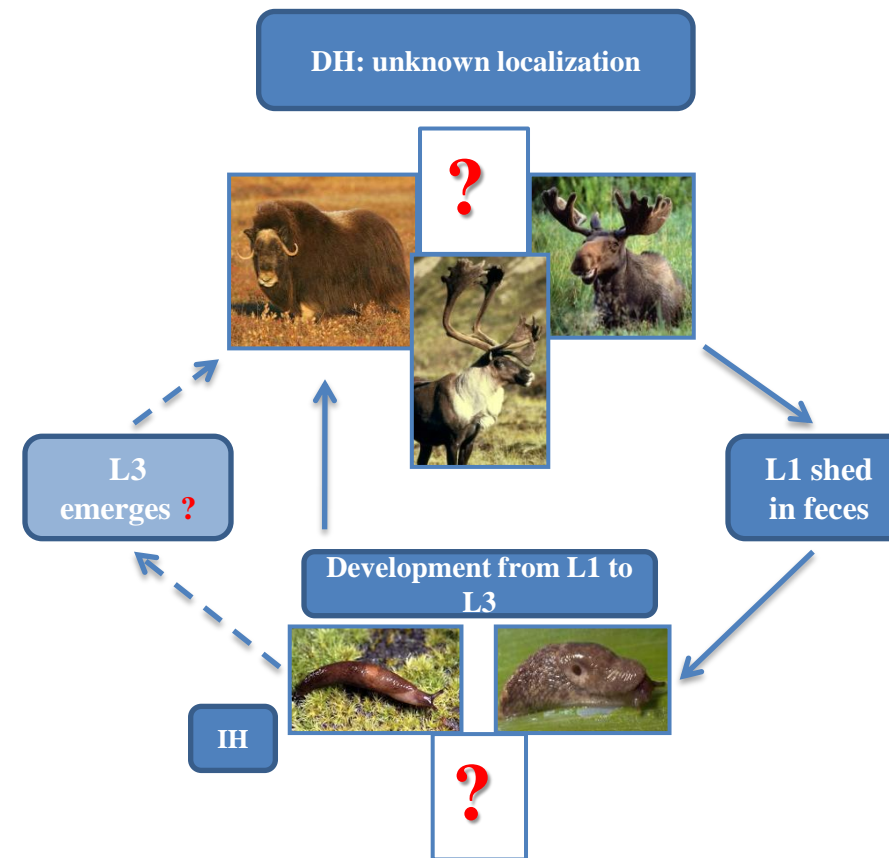 DH: unknown localization
?
L3
emerges ?
L1 shed
in feces
Development from L1 to
L3
IH
?